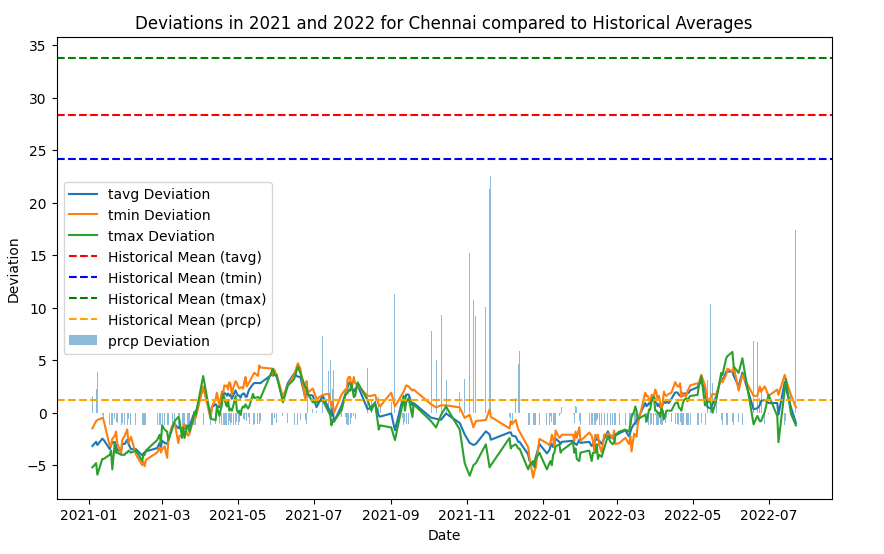 Deviations in 2021 and 2022 for Chennai compared to Historical Averages
35
30
25
20
15
10
5
0
−5
Deviation
tavg Deviation
tmin Deviation
tmax Deviation
Historical Mean (tavg)
Historical Mean (tmin)
Historical Mean (tmax)
Historical Mean (prcp)
prcp Deviation
2021-01 2021-03 2021-05 2021-07 2021-09 2021-11 2022-01 2022-03 2022-05 2022-07
Date